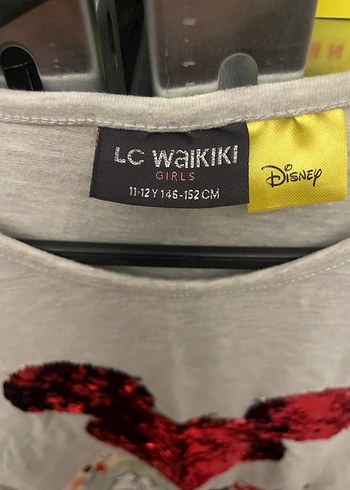 LC WAIKIKI
GIRLS
11-12 Y 146-152 CM
Disney